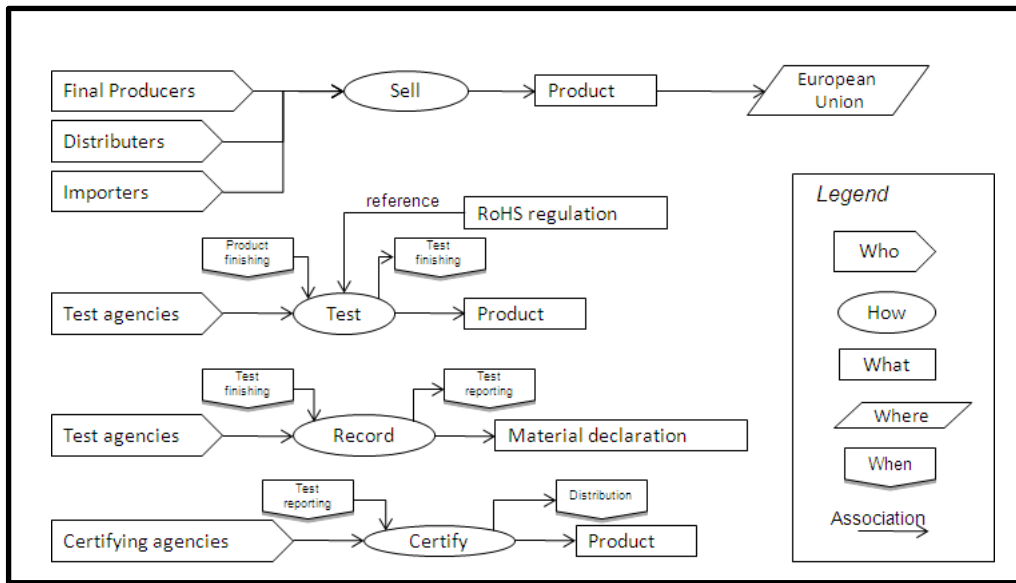 Final Producers
Sell
Product
European
Union
Distributers
Importers
reference
RoHS regulation
Product
finishing
Test
finishing
Test agencies
Test
Product
Test
finishing
Test
reporting
Test agencies
Record
Material declaration
Test
reporting
Distribution
Certifying agencies
Certify
Product
Legend
Who
How
What
Where
When
Association